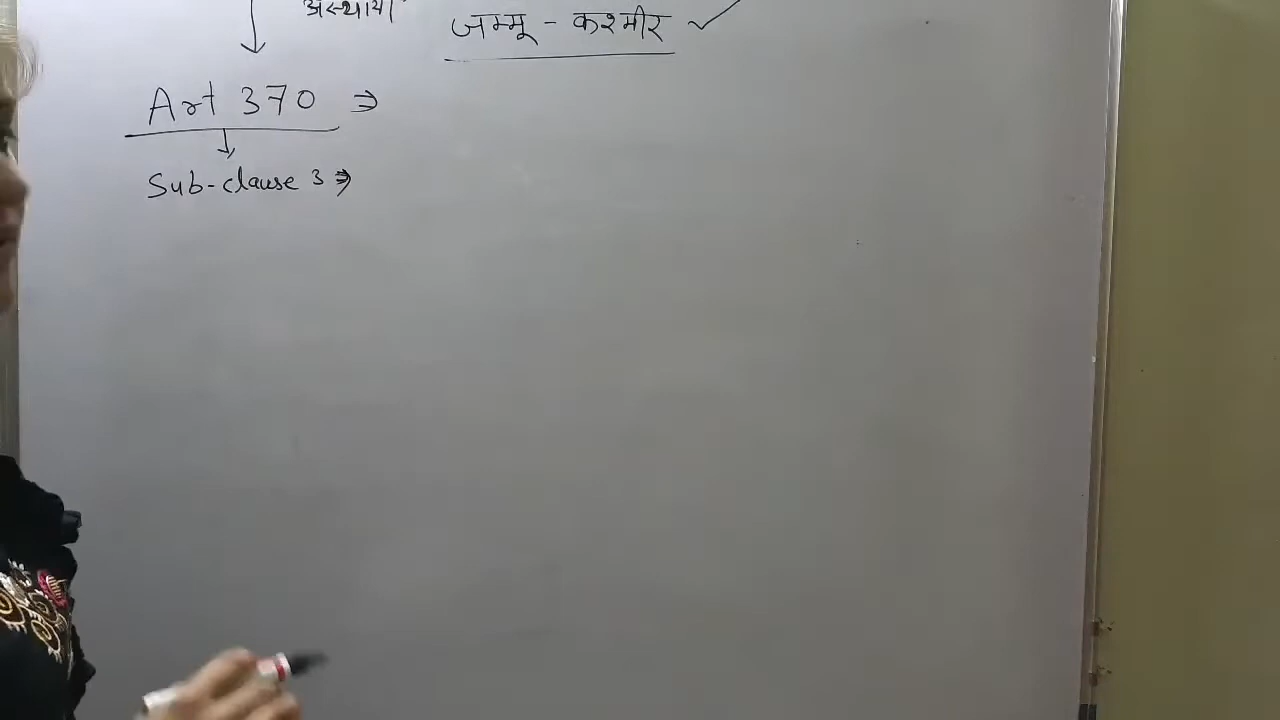 अस्थायी
जम्मू - कश्मीर ✓
Art 370 ⇒
Sub-clause 3 ⇒